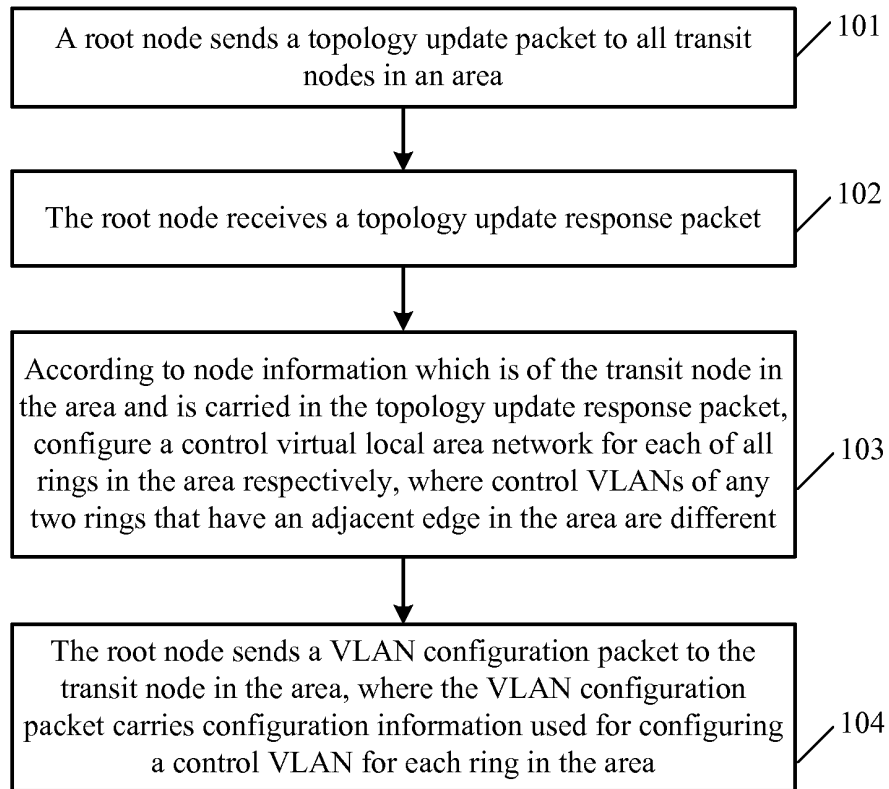 A root node sends a topology update packet to all transit
nodes in an area
101
The root node receives a topology update response packet
102
According to node information which is of the transit node in
the area and is carried in the topology update response packet,
configure a control virtual local area network for each of all
rings in the area respectively, where control VLANs of any
two rings that have an adjacent edge in the area are different
103
The root node sends a VLAN configuration packet to the
transit node in the area, where the VLAN configuration
packet carries configuration information used for configuring
a control VLAN for each ring in the area
104